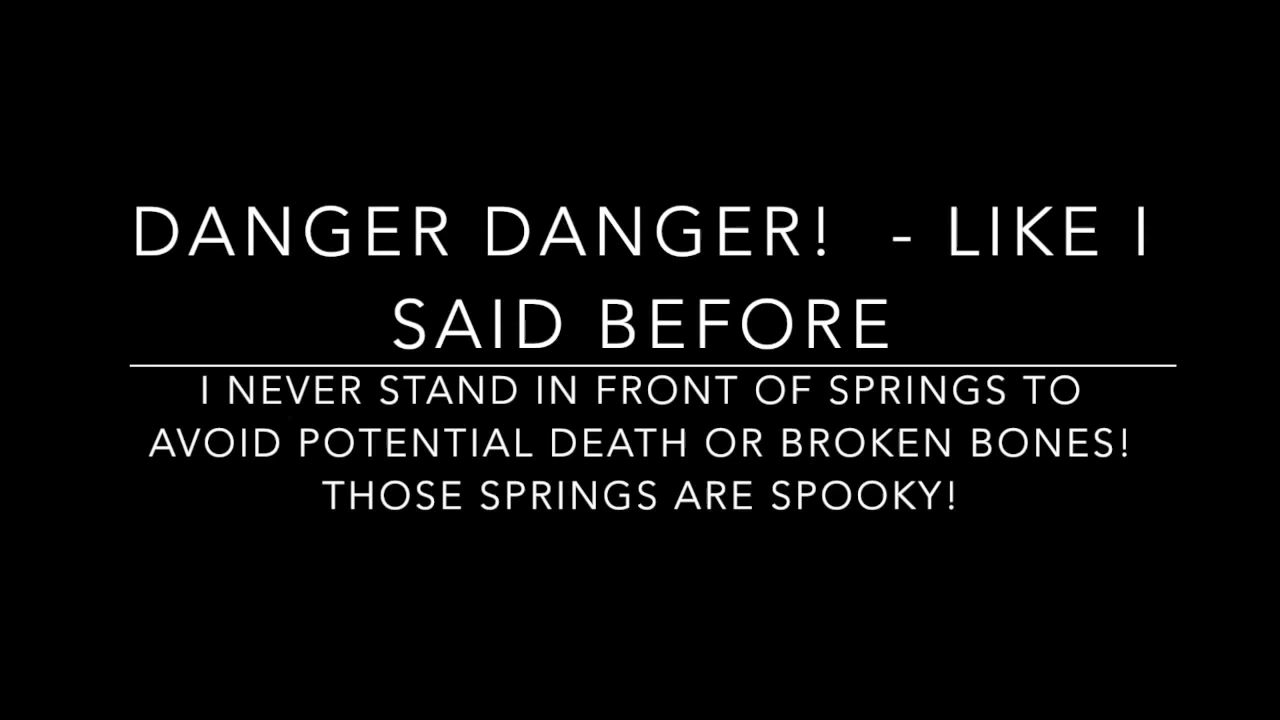 DANGER DANGER!  - LIKE I
SAID BEFORE
I NEVER STAND IN FRONT OF SPRINGS TO
AVOID POTENTIAL DEATH OR BROKEN BONES!
THOSE SPRINGS ARE SPOOKY!